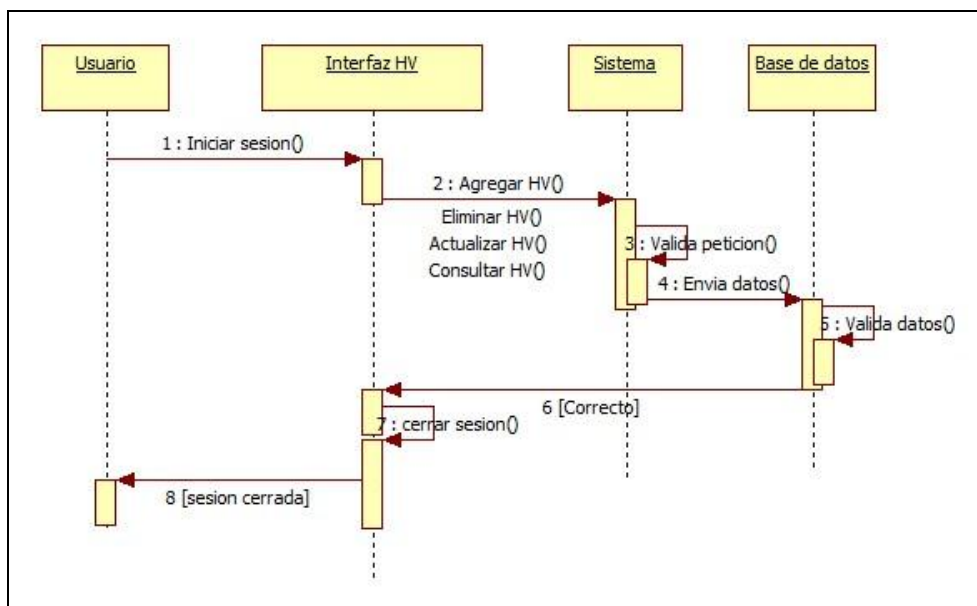 Usuario
Interfaz HV
Sistema
Base de datos
1 : Iniciar sesion()
2 : Agregar HV()
Eliminar HV()
Actualizar HV()
Consultar HV()
3 : Valida peticion()
4 : Envia datos()
5 : Valida datos()
6 [Correcto]
7 : cerrar sesion()
8 [sesion cerrada]